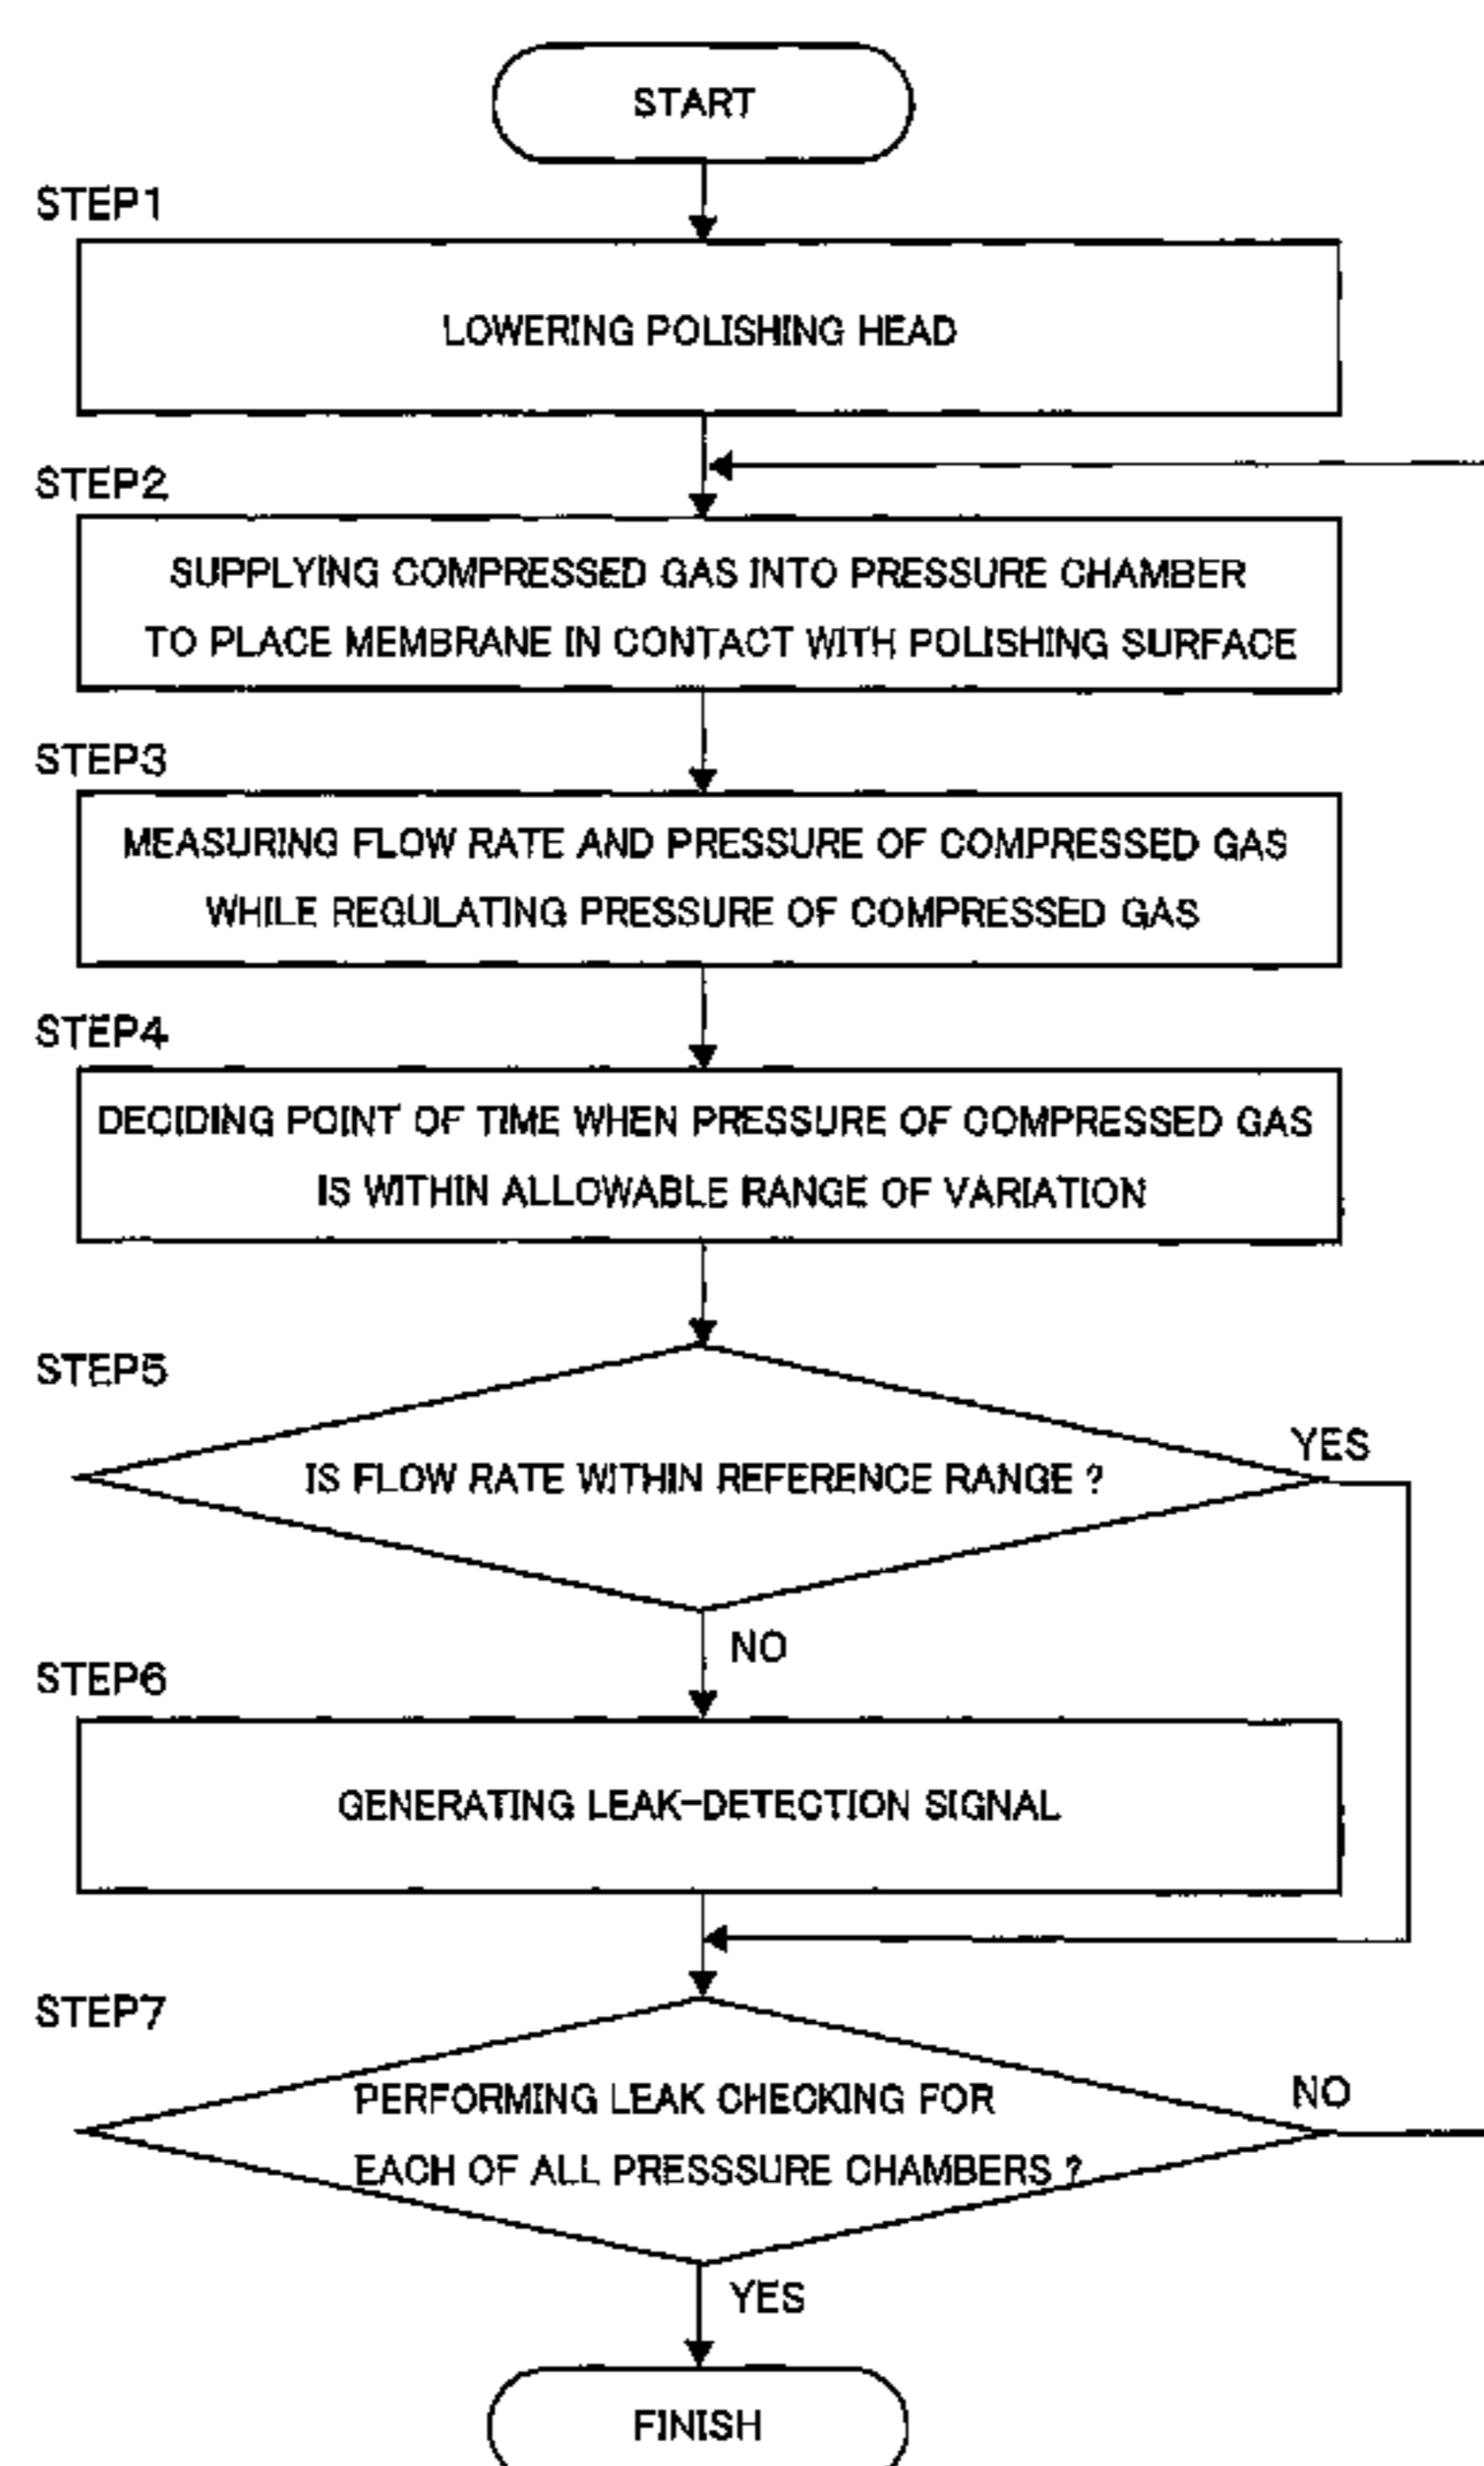 START
STEP1
LOWERING POLISHING HEAD
STEP2
SUPPLYING COMPRESSED GAS INTO PRESSURE CHAMBER
TO PLACE MEMBRANE IN CONTACT WITH POLISHING SURFACE
STEP3
MEASURING FLOW RATE AND PRESSURE OF COMPRESSED GAS
WHILE REGULATING PRESSURE OF COMPRESSED GAS
STEP4
DECIDING POINT OF TIME WHEN PRESSURE OF COMPRESSED GAS
IS WITHIN ALLOWABLE RANGE OF VARIATION
STEP5
YES
IS FLOW RATE WITHIN REFERENCE RANGE ?
NO
STEP6
GENERATING LEAK-DETECTION SIGNAL
STEP7
NO
PERFORMING LEAK CHECKING FOR
EACH OF ALL PRESSSURE CHAMBERS ?
YES
FINISH